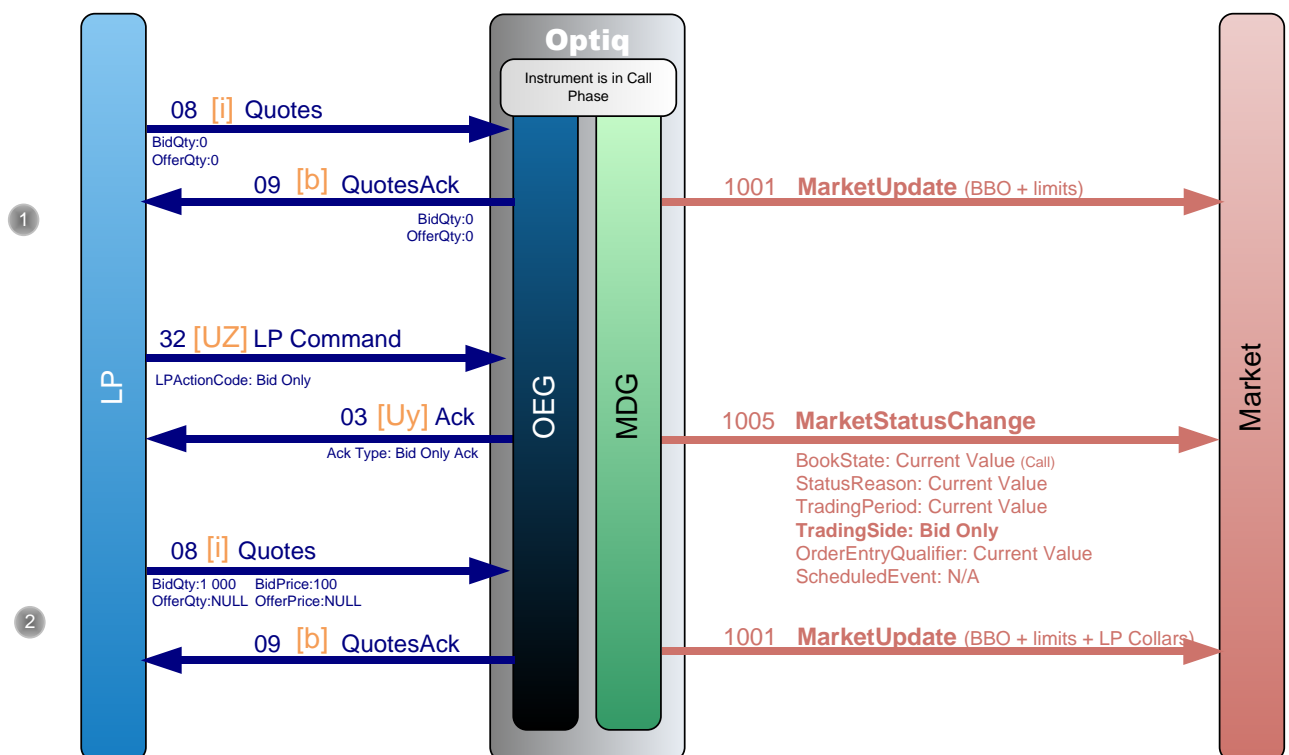 Optiq
Instrument is in Call
Phase
08 [i] Quotes
BidQty:0
OfferQty:0
09 [b] QuotesAck
BidQty:0
OfferQty:0
1001 MarketUpdate (BBO + limits)
1
32 [UZ] LP Command
LPActionCode: Bid Only
03 [Uy] Ack
Ack Type: Bid Only Ack
LP
OEG
MDG
Market
1005 MarketStatusChange
BookState: Current Value (Call)
StatusReason: Current Value
TradingPeriod: Current Value
TradingSide: Bid Only
OrderEntryQualifier: Current Value
ScheduledEvent: N/A
08 [i] Quotes
BidQty:1 000 BidPrice:100
OfferQty:NULL OfferPrice:NULL
2
09 [b] QuotesAck
1001 MarketUpdate (BBO + limits + LP Collars)